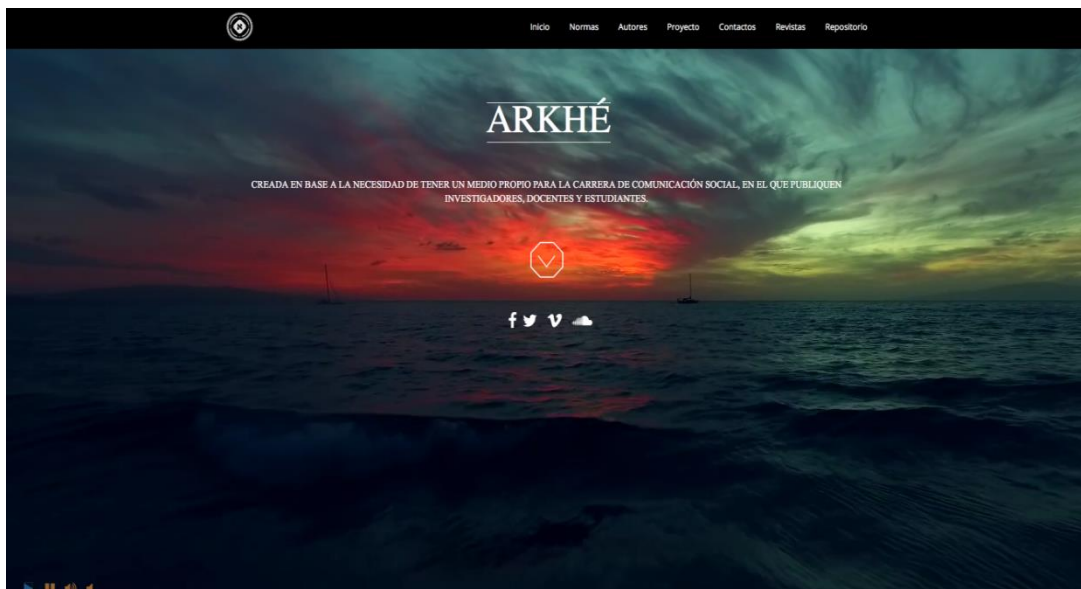 Inicio Normas Autores Proyecto Contactos Revistas Repositorio
ARKHÉ
CREADA EN BASE A LA NECESIDAD DE TENER UN MEDIO PROPIO PARA LA CARRERA DE COMUNICACIÓN SOCIAL, EN EL QUE PUBLIQUEN
INVESTIGADORES, DOCENTES Y ESTUDIANTES.